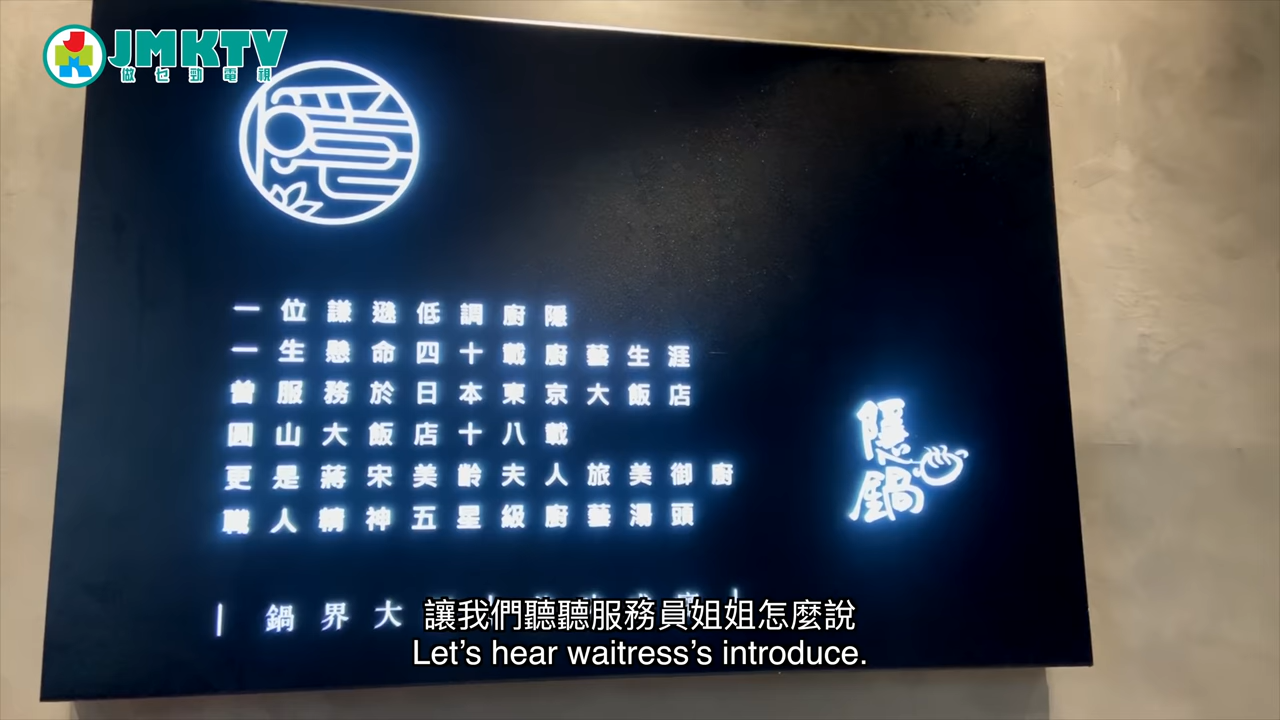 JMKTV
做乜勁電視
一位謙遜低調廚隱
一生懸命四十載廚藝生涯
曾服務於日本東京大飯店
圓山大飯店十八載
更是蔣宋美齡夫人旅美御廚
職人精神五星級廚藝湯頭
隱鍋
| 鍋界大
讓我們聽聽服務員姐姐怎麼說
Let's hear waitress's introduce.